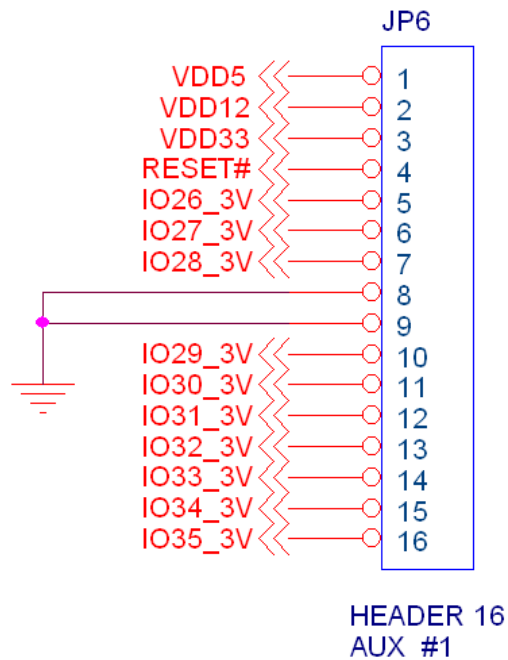 JP6
VDD5 1
VDD12 2
VDD33 3
RESET# 4
IO26_3V 5
IO27_3V 6
IO28_3V 7
8
9
IO29_3V 10
IO30_3V 11
IO31_3V 12
IO32_3V 13
IO33_3V 14
IO34_3V 15
IO35_3V 16
HEADER 16
AUX #1